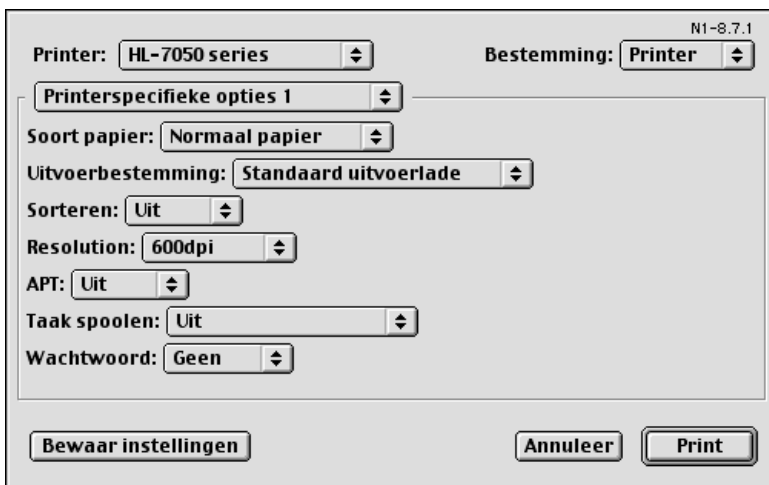 N1-8.7.1
Printer: HL-7050 series Bestemming: Printer
Printerspecifieke opties 1
Soort papier: Normaal papier
Uitvoerbestemming: Standaard uitvoerlade
Sorteren: Uit
Resolution: 600dpi
APT: Uit
Taak spoolen: Uit
Wachtwoord: Geen
Bewaar instellingen Annuleer Print